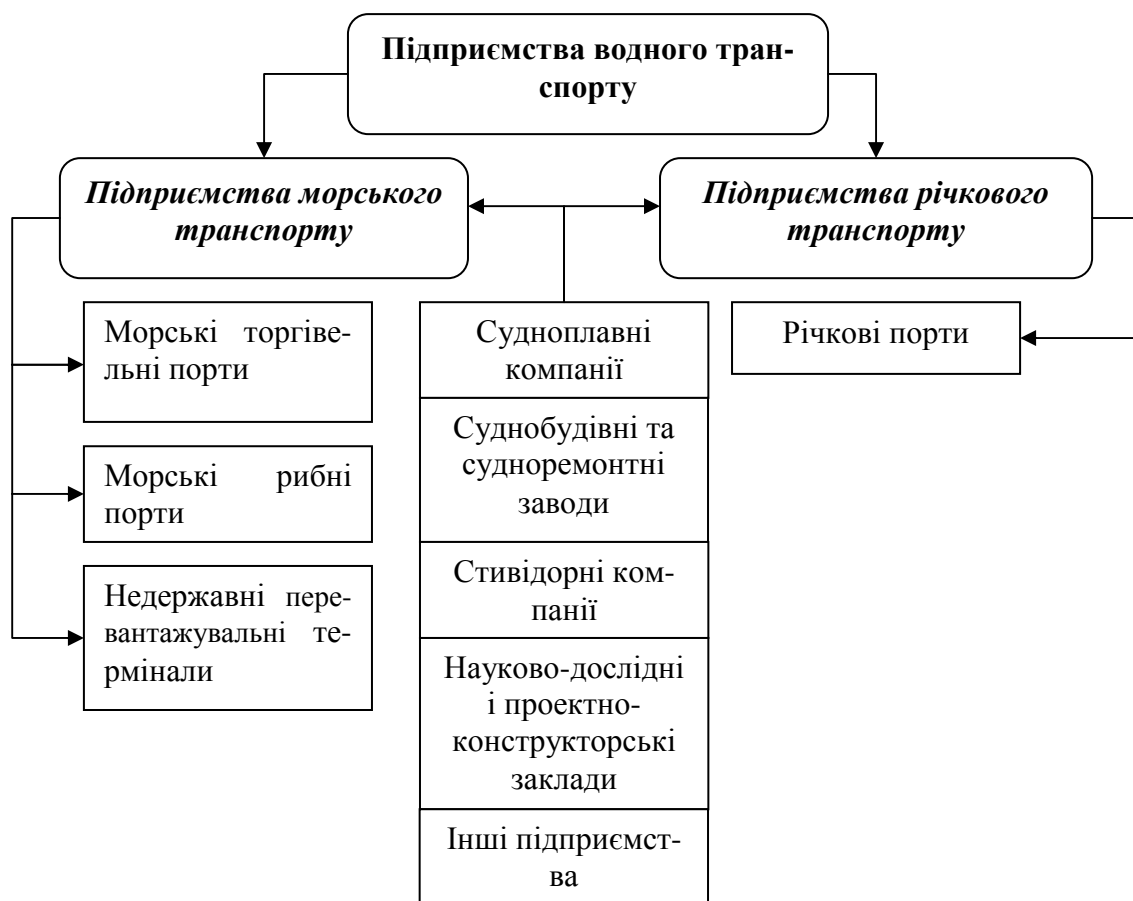 Підприємства водного тран-
спорту
Підприємства морського
транспорту
Підприємства річкового
транспорту
Морські торгіве-
льні порти
Морські рибні
порти
Недержавні пере-
вантажувальні те-
рмінали
Судноплавні
компанії
Суднобудівні та
судноремонтні
заводи
Стивідорні ком-
панії
Науково-дослідні
і проектно-
конструкторські
заклади
Інші підприємст-
ва
Річкові порти